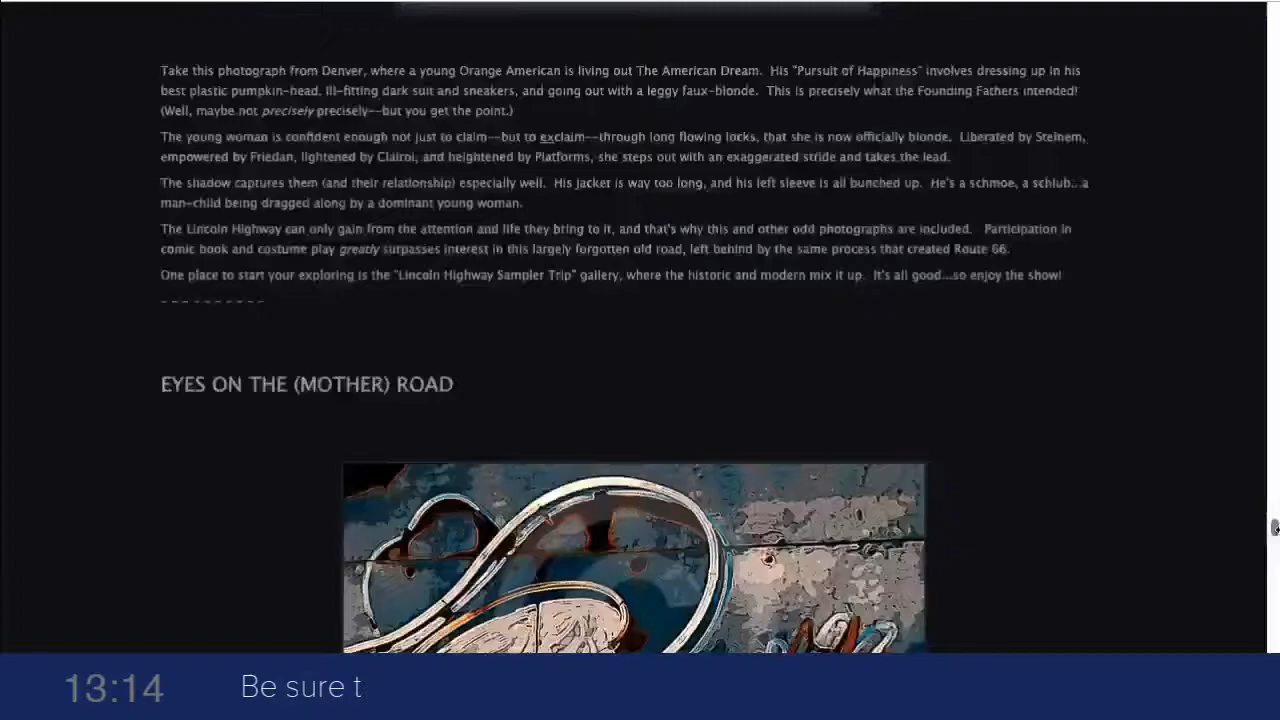 Take this photograph from Denver, where a young Orange American is living out The American Dream.  His "Pursuit of Happiness" involves dressing up in his
best plastic pumpkin-head, ill-fitting dark suit and sneakers, and going out with a leggy faux-blonde.  This is precisely what the Founding Fathers intended!
(Well, maybe not precisely precisely--but you get the point.)
The young woman is confident enough not just to claim--but to exclaim--through long flowing locks, that she is now officially blonde.  Liberated by Steinem,
empowered by Friedan, lightened by Clairol, and heightened by Platforms, she steps out with an exaggerated stride and takes the lead.
The shadow captures them (and their relationship) especially well.  His jacket is way too long, and his left sleeve is all bunched up.  He's a schmoe, a schlub...a
man-child being dragged along by a dominant young woman.
The Lincoln Highway can only gain from the attention and life they bring to it, and that's why this and other odd photographs are included.  Participation in
comic book and costume play greatly surpasses interest in this largely forgotten old road, left behind by the same process that created Route 66.
One place to start your exploring is the "Lincoln Highway Sampler Trip" gallery, where the historic and modern mix it up.  It's all good...so enjoy the show!
_ _ _ _ _ _ _ _ _
EYES ON THE (MOTHER) ROAD
13:14 Be sure t